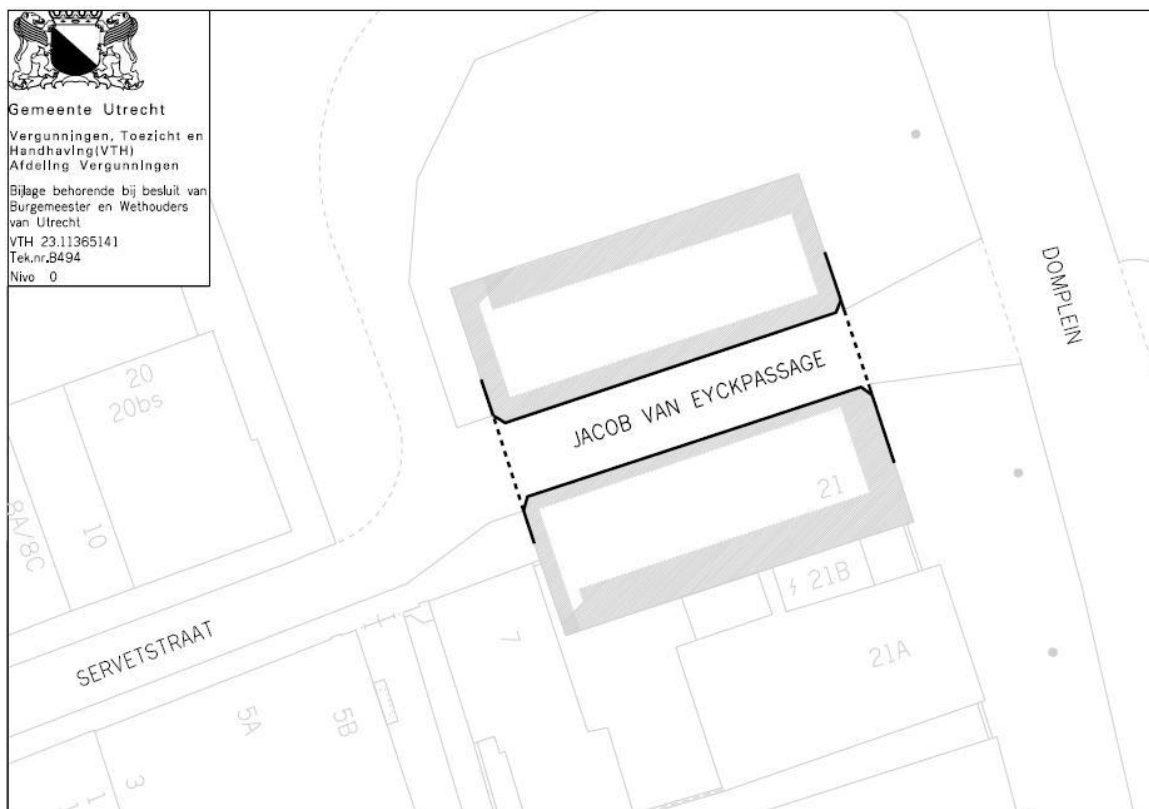 Gemeente Utrecht
Vergunningen, Toezicht en
Handhaving(VTH)
Afdeling Vergunningen
Bijlage behorende bij besluit van
Burgemeester en Wethouders
van Utrecht
VTH 23.11365141
Tek.nr.B494
Nivo 0
DOMPLEIN
JACOB VAN EYCKPASSAGE
SERVETSTRAAT
20
20bs
10
8A/8C
21
21B
21A
7
5B
5A
3
1